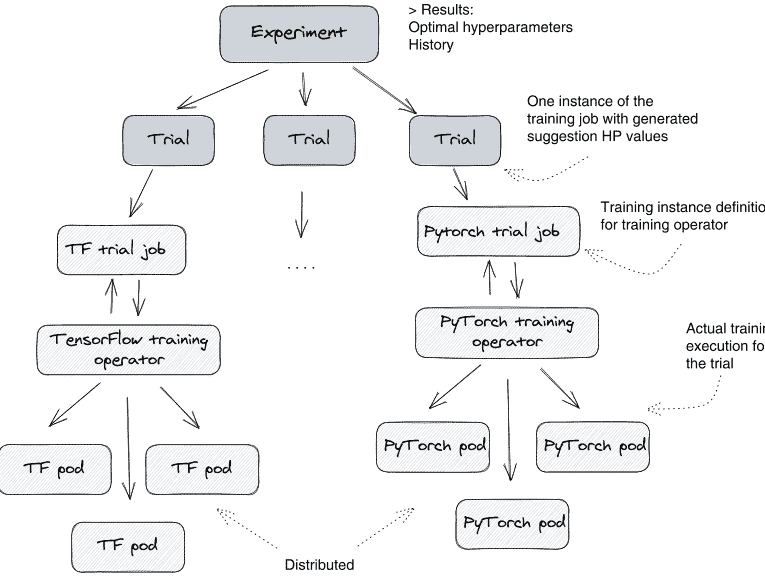 > Results:
Optimal hyperparameters
History
Experiment
One instance of the
training job with generated
suggestion HP values
Trial
Trial
Trial
Training instance definitio
for training operator
TF trial job
Pytorch trial job
....
Actual trainin
execution fo
the trial
TensorFlow training
operator
PyTorch training
operator
TF pod
TF pod
PyTorch pod
PyTorch pod
TF pod
PyTorch pod
Distributed